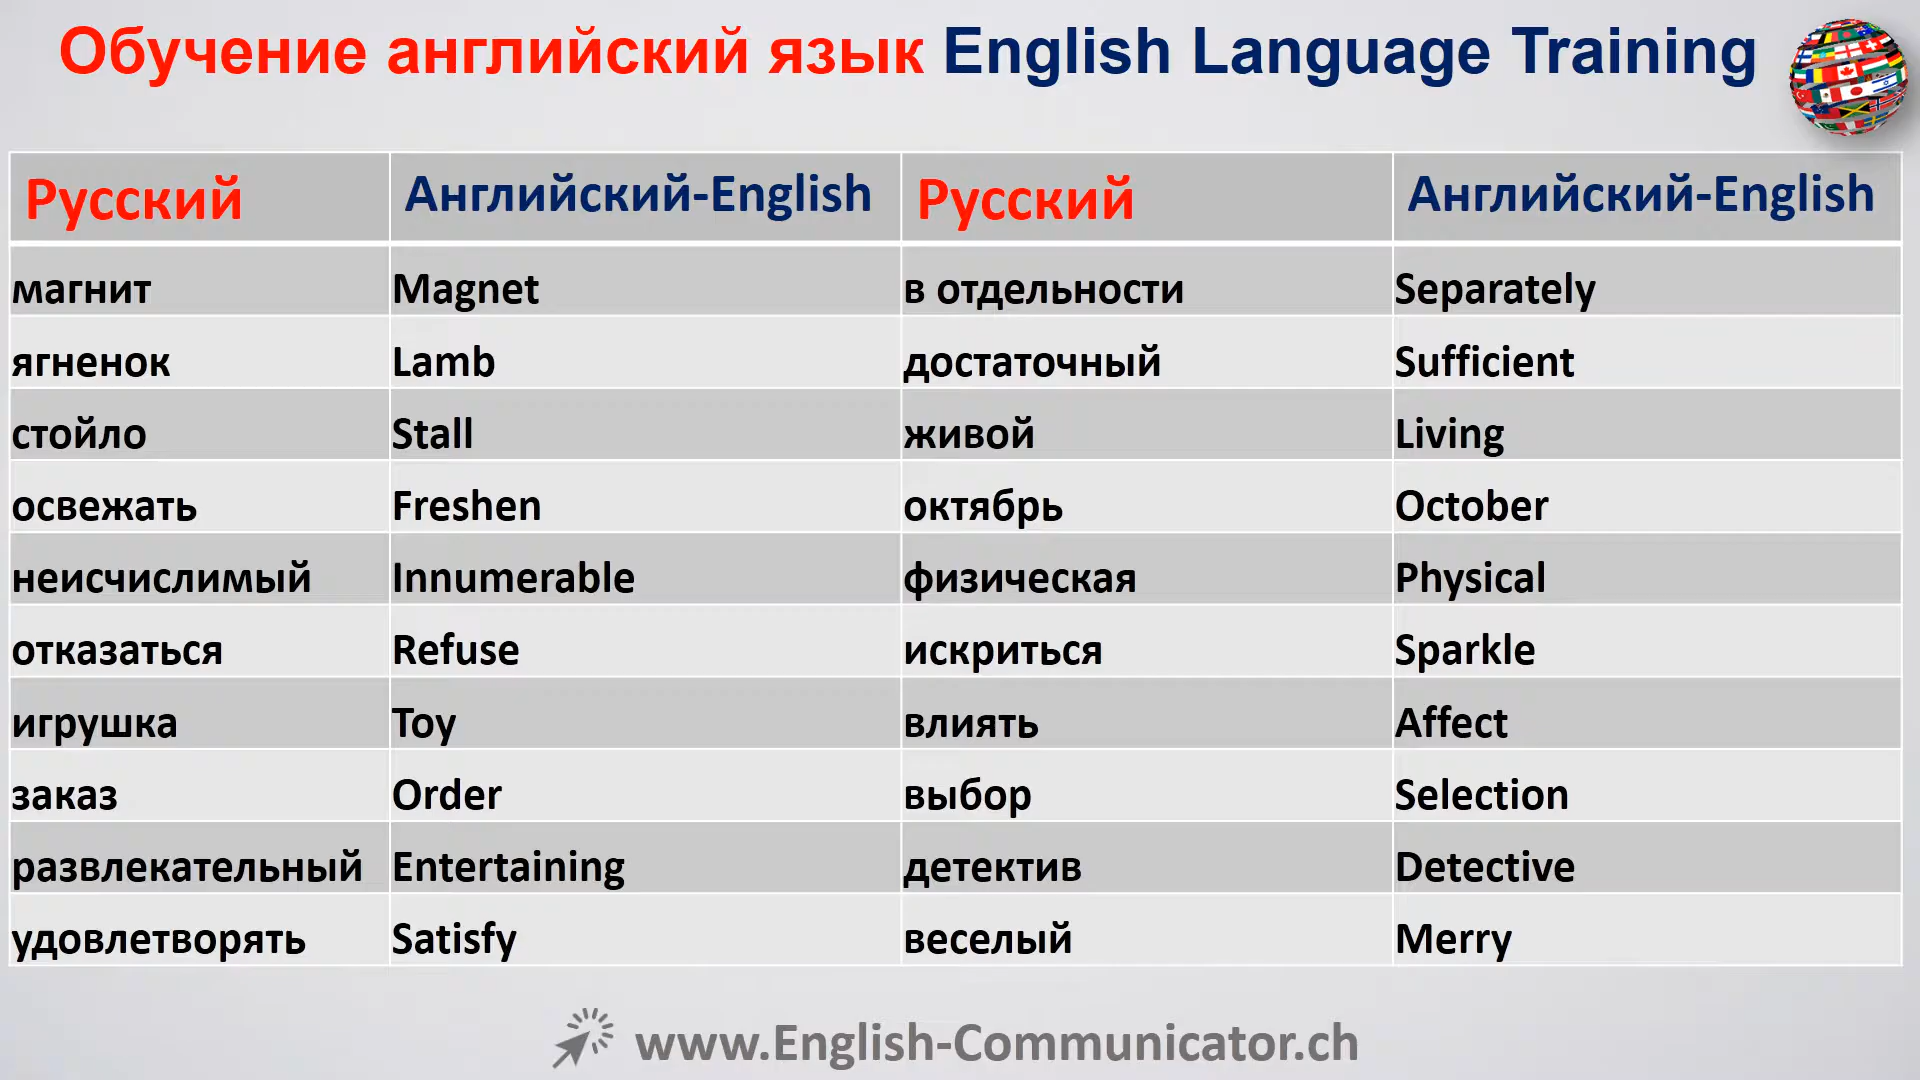 Обучение английский язык English Language Training
Русский Английский-English Русский Английский-English
магнит Magnet в отдельности Separately
ягненок Lamb достаточный Sufficient
стойло Stall живой Living
освежать Freshen октябрь October
неисчислимый Innumerable физическая Physical
отказаться Refuse искриться Sparkle
игрушка Toy влиять Affect
заказ Order выбор Selection
развлекательный Entertaining детектив Detective
удовлетворять Satisfy веселый Merry
www.English-Communicator.ch